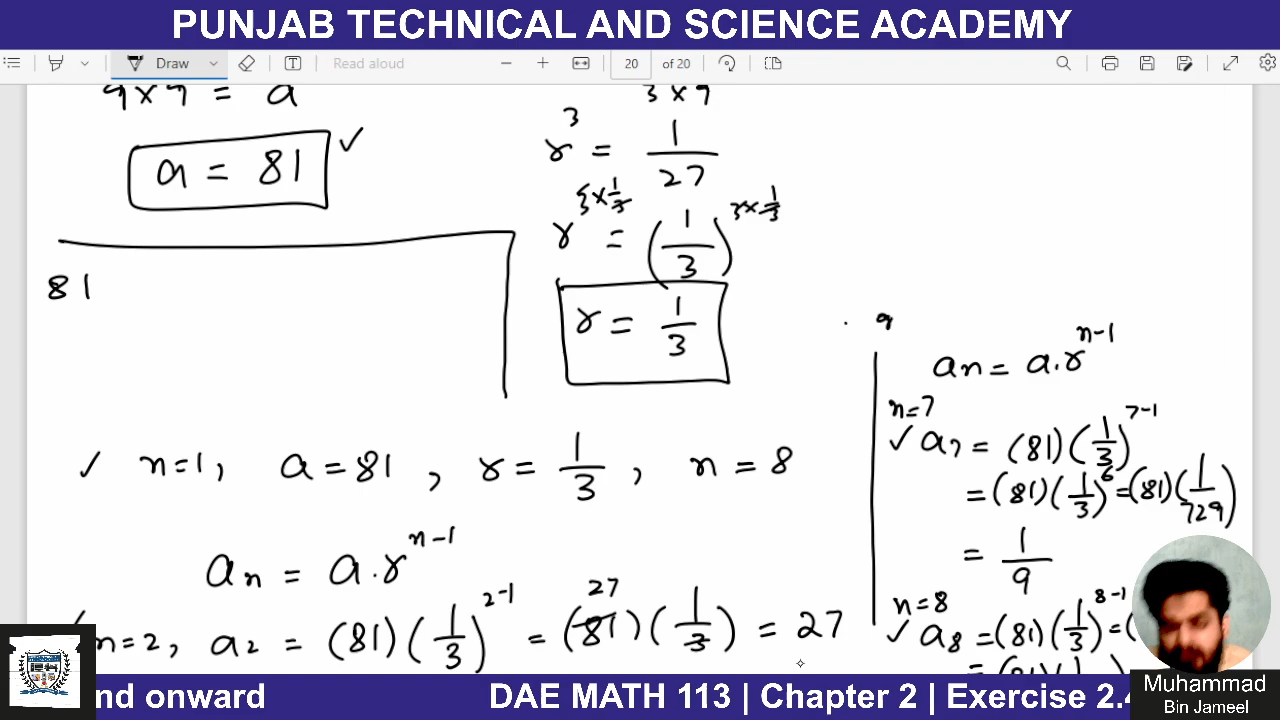 PUNJAB TECHNICAL AND SCIENCE ACADEMY
Draw
Read aloud
20 of 20
9 x 9 = a
a = 81 ✓
3 x 9
r^3 = 1/27
r^(3 x 1/3) = (1/3)^(3 x 1/3)
r = 1/3
81
✓ n=1, a = 81, r = 1/3, n = 8
an = a.r^(n-1)
n=2, a2 = (81)(1/3)^(2-1) = (81)(1/3) = 27
27
9
an = a.r^(n-1)
n=7
✓ a7 = (81)(1/3)^(7-1)
= (81)(1/3)^6 = (81)(1/729)
= 1/9
n=8
✓ a8 = (81)(1/3)^(8-1) = (
nd onward
DAE MATH 113 | Chapter 2 | Exercise 2.4
Muhammad
Bin Jameel